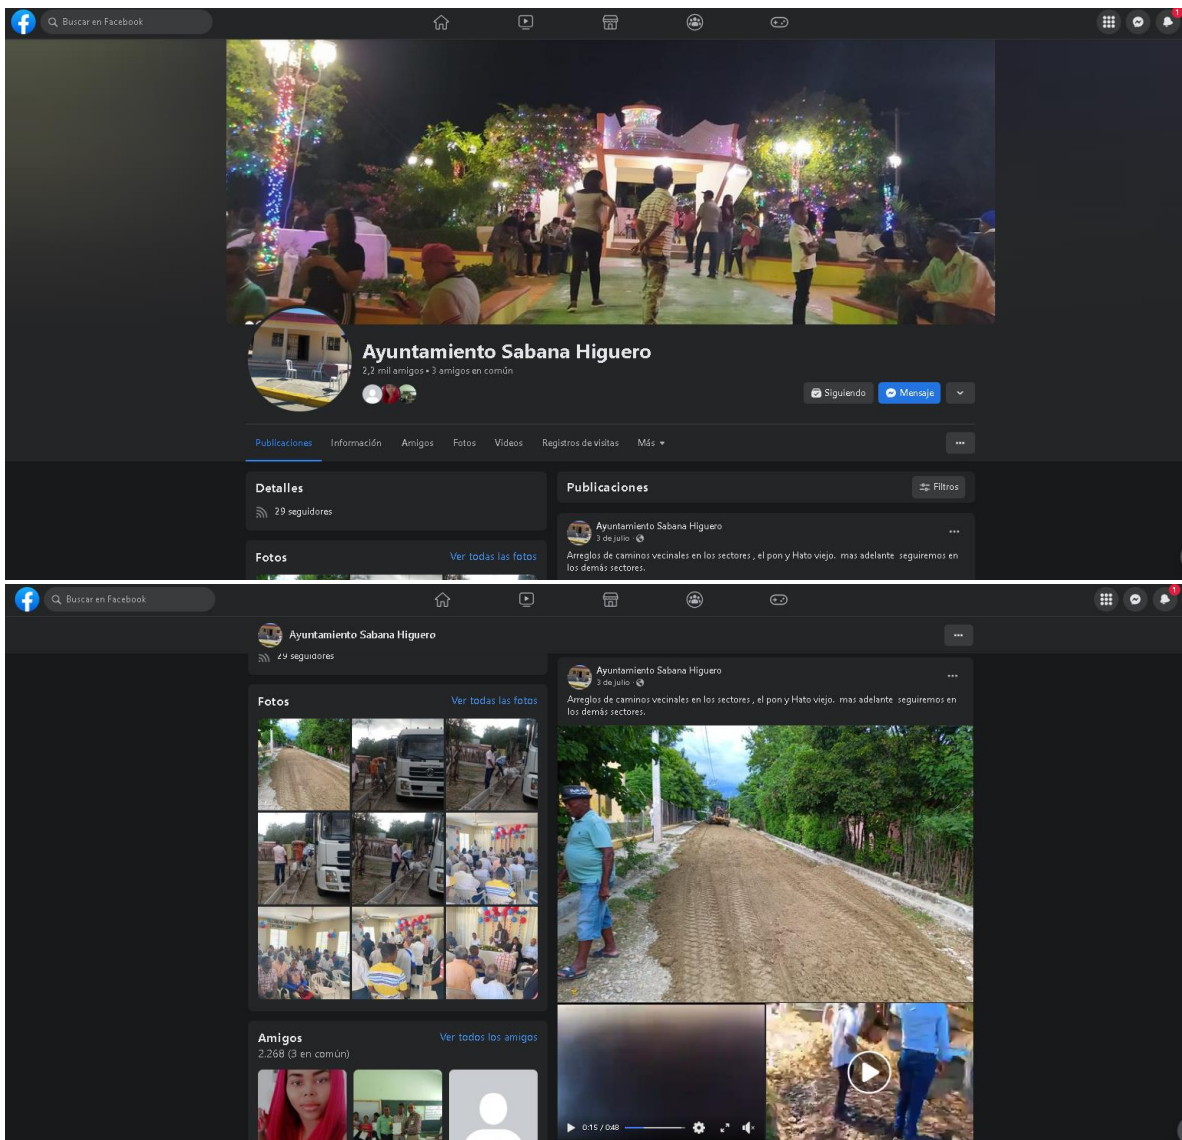 Buscar en Facebook
1
Ayuntamiento Sabana Higuero
2,2 mil amigos • 3 amigos en común
Siguiendo
Mensaje
Publicaciones
Información
Amigos
Fotos
Videos
Registros de visitas
Más
Detalles
29 seguidores
Fotos
Ver todas las fotos
Publicaciones
Filtros
Ayuntamiento Sabana Higuero
3 de julio ·
Arreglos de caminos vecinales en los sectores , el pon y Hato viejo. mas adelante seguiremos en
los demás sectores.
Buscar en Facebook
1
Ayuntamiento Sabana Higuero
29 seguidores
Fotos
Ver todas las fotos
Amigos
Ver todos los amigos
2.268 (3 en común)
Ayuntamiento Sabana Higuero
3 de julio ·
Arreglos de caminos vecinales en los sectores , el pon y Hato viejo. mas adelante seguiremos en
los demás sectores.
0:15 / 0:48